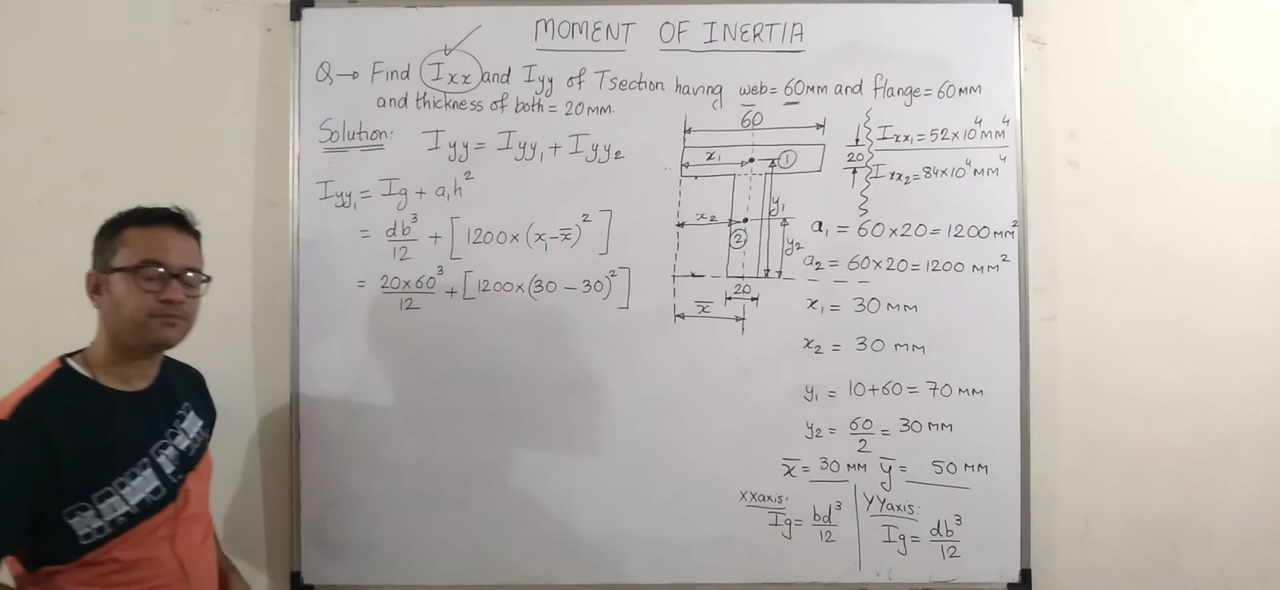 MOMENT OF INERTIA
Q→ Find Ixx and Iyy of T section having web = 60 mm and flange = 60 mm
and thickness of both = 20 mm.
Solution:
Iyy = Iyy₁ + Iyy₂
Iyy₁ = Ig + a₁h²
= db³/12 + [1200×(x₁-x̄)²]
= 20×60³/12 + [1200×(30-30)²]
60
x₁
①
20
x₂
②
y₁
y₂
20
x̄
Ixx₁ = 52×10⁴ mm⁴
Ixx₂ = 84×10⁴ mm⁴
a₁ = 60×20 = 1200 mm²
a₂ = 60×20 = 1200 mm²
x₁ = 30 mm
x₂ = 30 mm
y₁ = 10+60 = 70 mm
y₂ = 60/2 = 30 mm
x̄ = 30 mm ȳ = 50 mm
XXaxis:
Ig = bd³/12
YYaxis:
Ig = db³/12